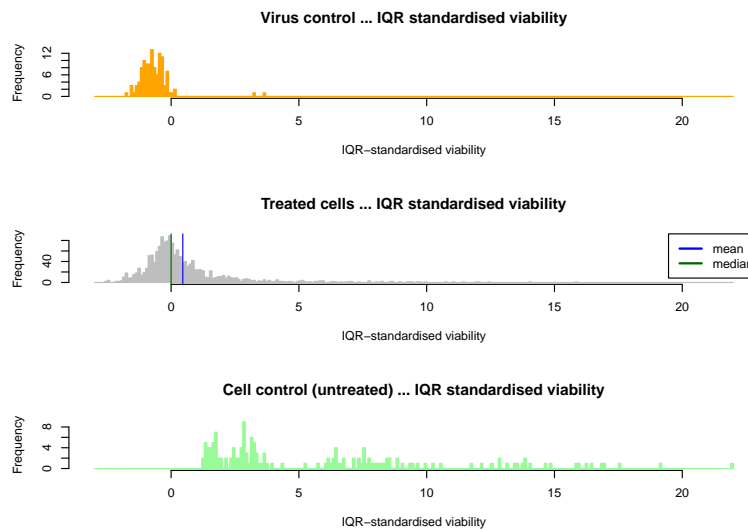 Virus control ... IQR standardised viability
Frequency
0 6 12
0 5 10 15 20
IQR−standardised viability
Treated cells ... IQR standardised viability
Frequency
0 40
mean
median
0 5 10 15 20
IQR−standardised viability
Cell control (untreated) ... IQR standardised viability
Frequency
0 4 8
0 5 10 15 20
IQR−standardised viability